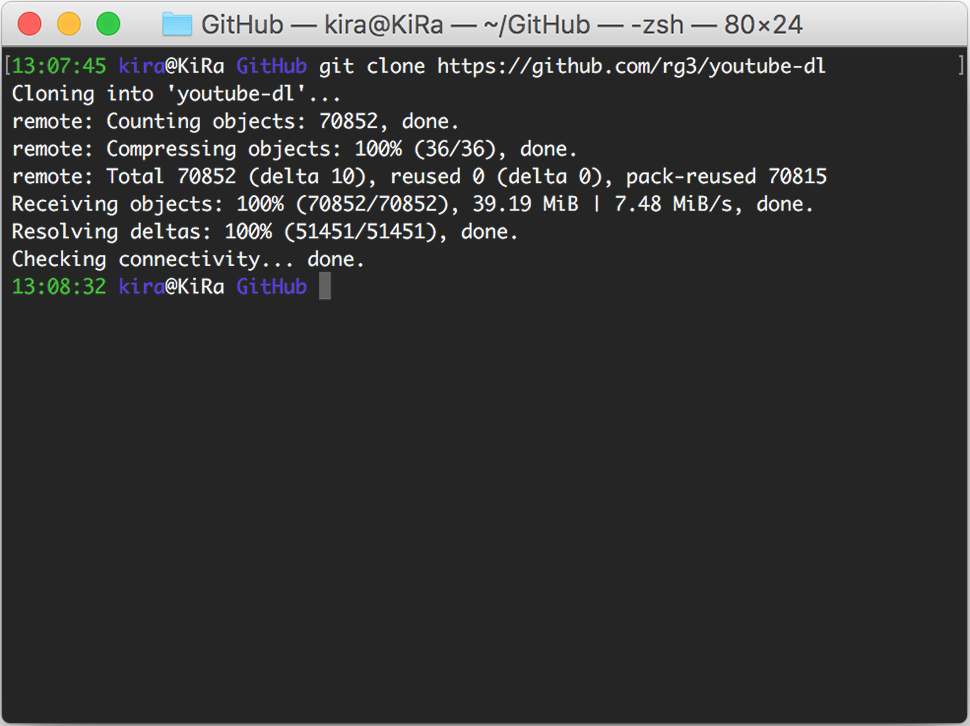 GitHub — kira@KiRa — ~/GitHub — -zsh — 80×24
[13:07:45 kira@KiRa GitHub git clone https://github.com/rg3/youtube-dl ]
Cloning into 'youtube-dl'...
remote: Counting objects: 70852, done.
remote: Compressing objects: 100% (36/36), done.
remote: Total 70852 (delta 10), reused 0 (delta 0), pack-reused 70815
Receiving objects: 100% (70852/70852), 39.19 MiB | 7.48 MiB/s, done.
Resolving deltas: 100% (51451/51451), done.
Checking connectivity... done.
13:08:32 kira@KiRa GitHub